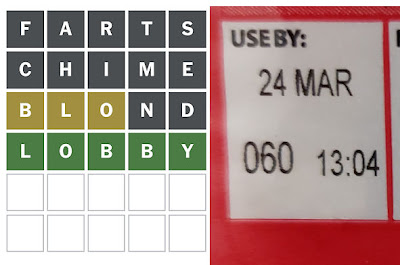 FARTS
CHIME
BLOND
LOBBY
USE BY:
24 MAR
060 13:04